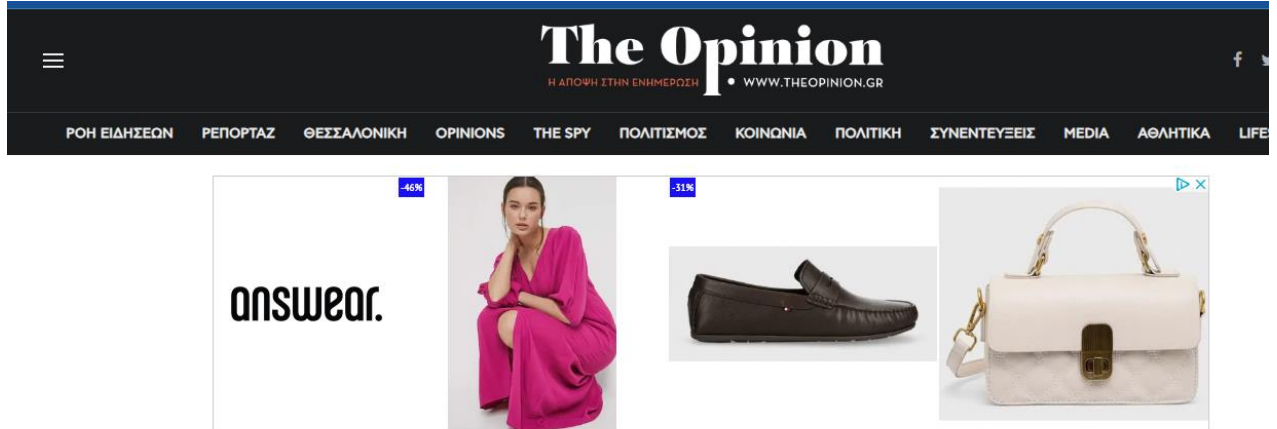 The Opinion
Η ΑΠΟΨΗ ΣΤΗΝ ΕΝΗΜΕΡΩΣΗ • WWW.THEOPINION.GR
ΡΟΗ ΕΙΔΗΣΕΩΝ ΡΕΠΟΡΤΑΖ ΘΕΣΣΑΛΟΝΙΚΗ OPINIONS THE SPY ΠΟΛΙΤΙΣΜΟΣ ΚΟΙΝΩΝΙΑ ΠΟΛΙΤΙΚΗ ΣΥΝΕΝΤΕΥΞΕΙΣ MEDIA ΑΘΛΗΤΙΚΑ LIFES
-46% -31%
answear.